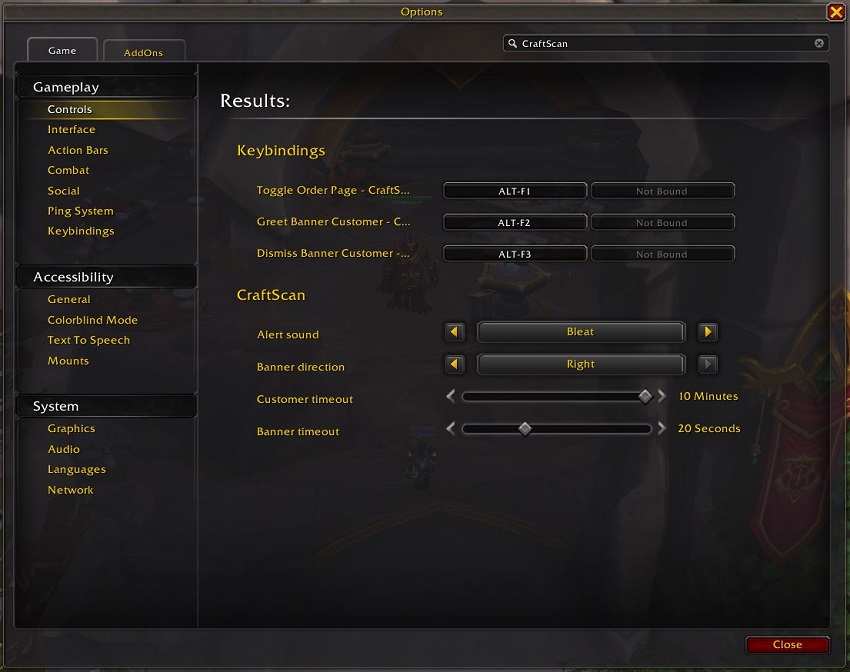 Options
Game
AddOns
CraftScan
Gameplay
Controls
Interface
Action Bars
Combat
Social
Ping System
Keybindings
Accessibility
General
Colorblind Mode
Text To Speech
Mounts
System
Graphics
Audio
Languages
Network
Results:
Keybindings
Toggle Order Page - CraftS... ALT-F1 Not Bound
Greet Banner Customer - C... ALT-F2 Not Bound
Dismiss Banner Customer -... ALT-F3 Not Bound
CraftScan
Alert sound Bleat
Banner direction Right
Customer timeout 10 Minutes
Banner timeout 20 Seconds
Close